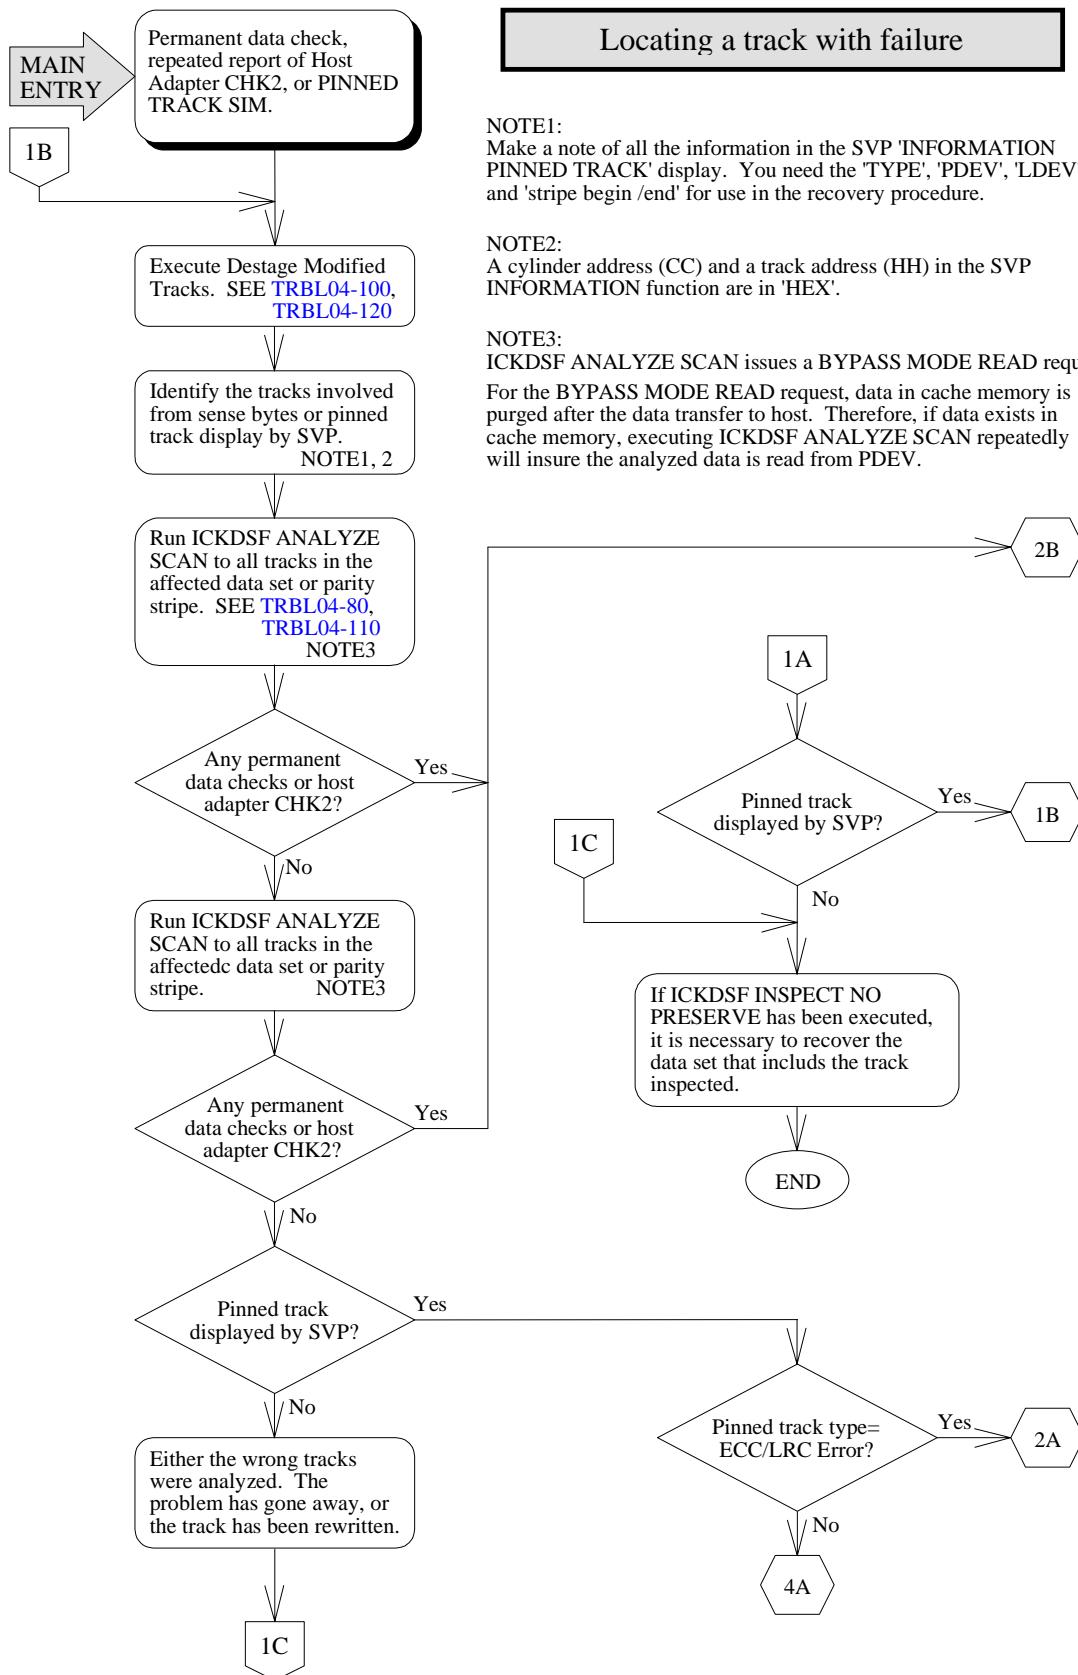 MAIN
ENTRY
Permanent data check,
repeated report of Host
Adapter CHK2, or PINNED
TRACK SIM.
Locating a track with failure
1B
NOTE1:
Make a note of all the information in the SVP 'INFORMATION
PINNED TRACK' display. You need the 'TYPE', 'PDEV', 'LDEV
and 'stripe begin /end' for use in the recovery procedure.
NOTE2:
A cylinder address (CC) and a track address (HH) in the SVP
INFORMATION function are in 'HEX'.
NOTE3:
ICKDSF ANALYZE SCAN issues a BYPASS MODE READ requ
For the BYPASS MODE READ request, data in cache memory is
purged after the data transfer to host. Therefore, if data exists in
cache memory, executing ICKDSF ANALYZE SCAN repeatedly
will insure the analyzed data is read from PDEV.
Execute Destage Modified
Tracks. SEE TRBL04-100,
TRBL04-120
Identify the tracks involved
from sense bytes or pinned
track display by SVP.
NOTE1, 2
Run ICKDSF ANALYZE
SCAN to all tracks in the
affected data set or parity
stripe. SEE TRBL04-80,
TRBL04-110
NOTE3
2B
Any permanent
data checks or host
adapter CHK2?
Yes
No
Run ICKDSF ANALYZE
SCAN to all tracks in the
affectedc data set or parity
stripe. NOTE3
Any permanent
data checks or host
adapter CHK2?
Yes
No
Pinned track
displayed by SVP?
Yes
No
Either the wrong tracks
were analyzed. The
problem has gone away, or
the track has been rewritten.
1C
1A
Pinned track
displayed by SVP?
Yes
1B
No
1C
If ICKDSF INSPECT NO
PRESERVE has been executed,
it is necessary to recover the
data set that includs the track
inspected.
END
Pinned track type=
ECC/LRC Error?
Yes
2A
No
4A